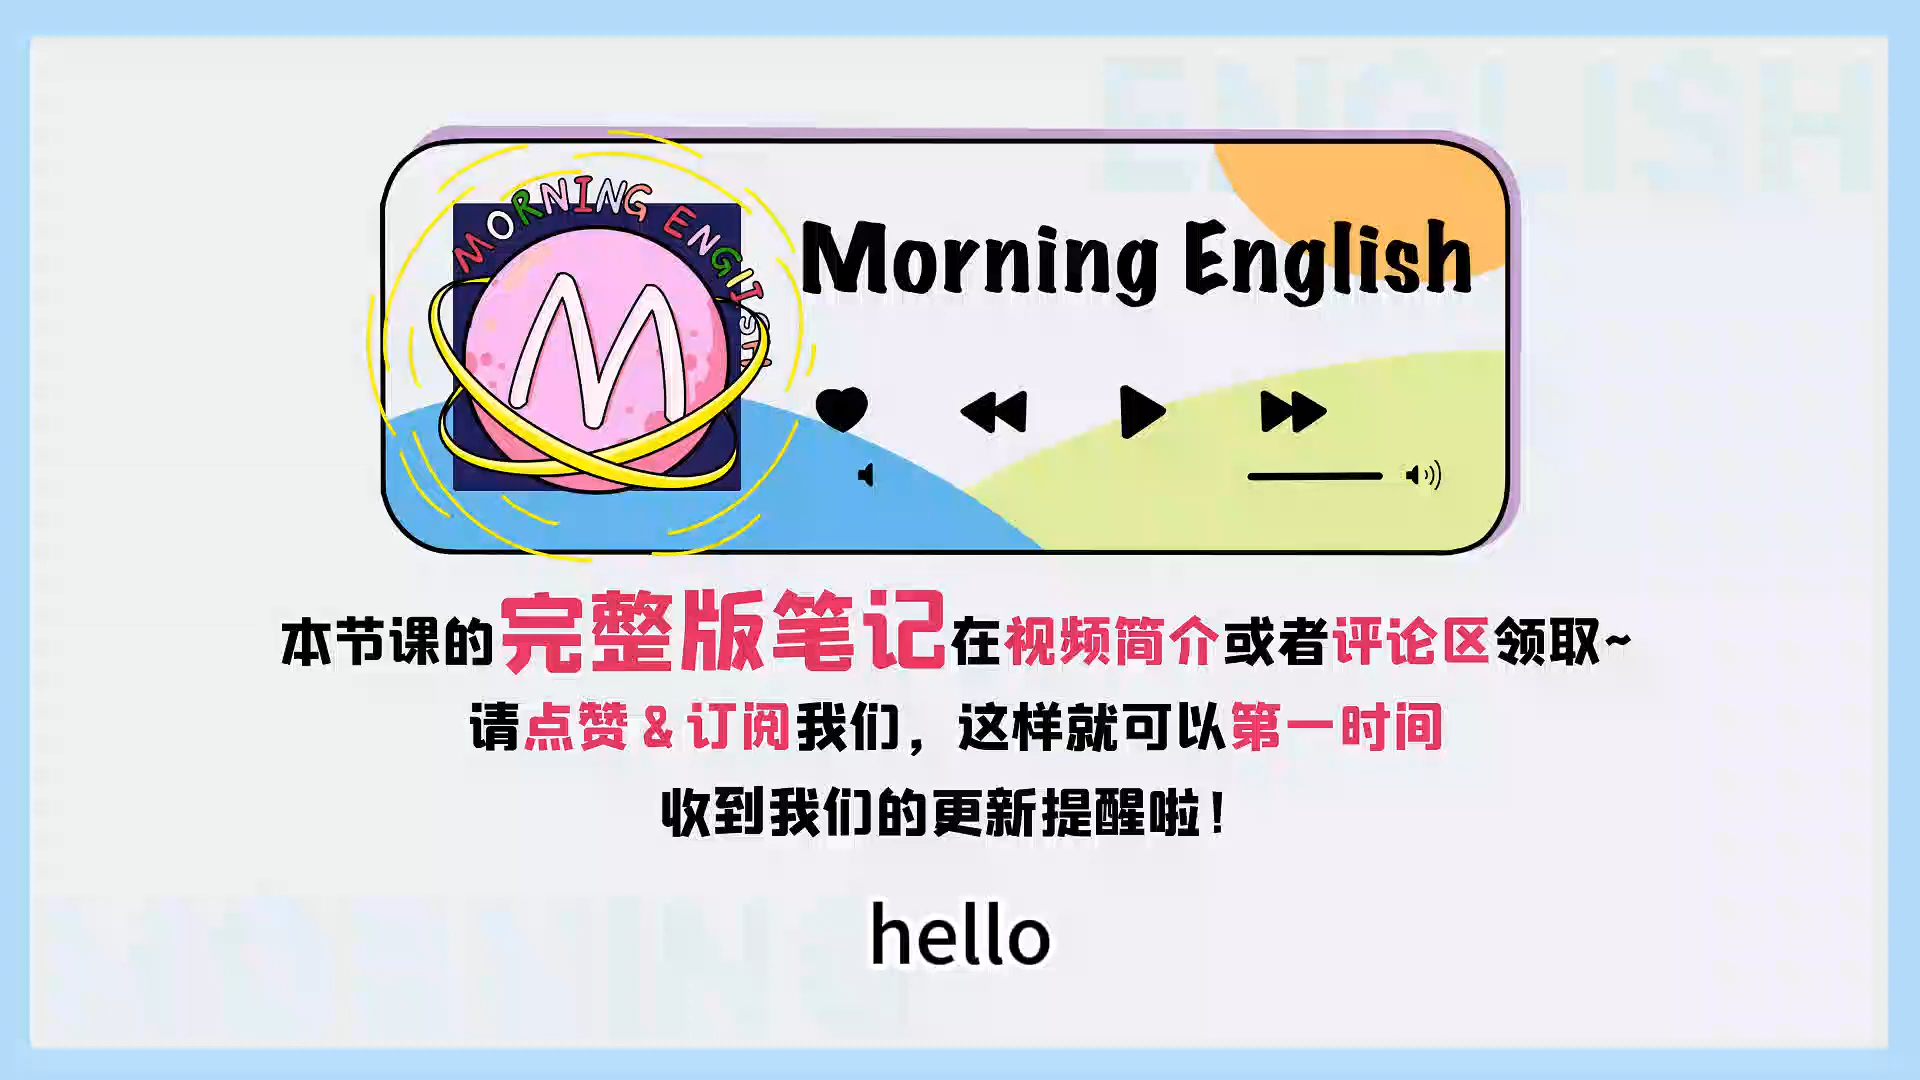 ENGLISH
MORNING ENGLISH
M
Morning English
本节课的完整版笔记在视频简介或者评论区领取~
请点赞&订阅我们，这样就可以第一时间
收到我们的更新提醒啦！
hello
MORNING